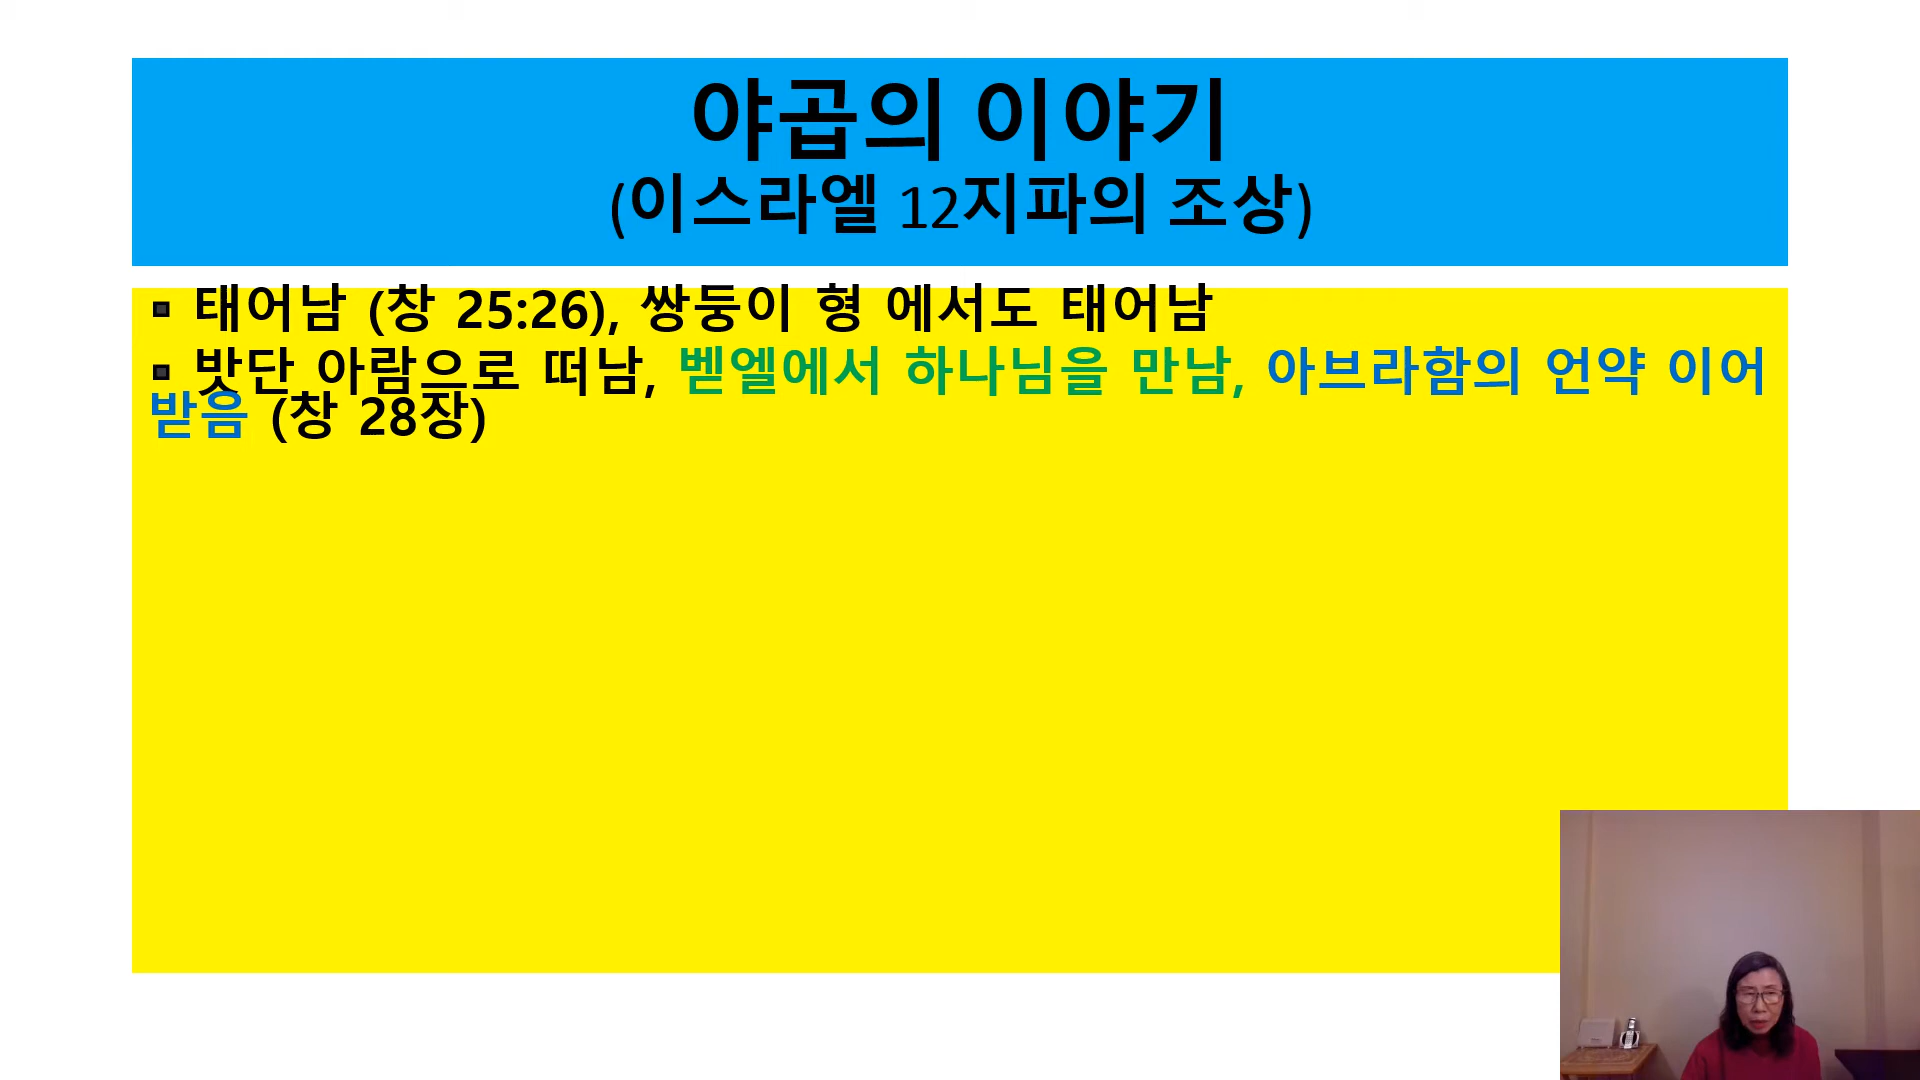 야곱의 이야기
(이스라엘 12지파의 조상)
▫ 태어남 (창 25:26), 쌍둥이 형 에서도 태어남
▫ 밧단 아람으로 떠남, 벧엘에서 하나님을 만남, 아브라함의 언약 이어
받음 (창 28장)